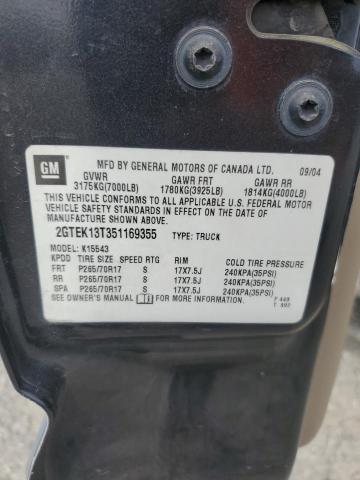 GM
MFD BY GENERAL MOTORS OF CANADA LTD. 09/04
GVWR GAWR FRT GAWR RR
3175KG(7000LB) 1780KG(3925LB) 1814KG(4000LB)
THIS VEHICLE CONFORMS TO ALL APPLICABLE U.S. FEDERAL MOTOR
VEHICLE SAFETY STANDARDS IN EFFECT ON THE DATE OF
MANUFACTURE SHOWN ABOVE.
2GTEK13T351169355 TYPE: TRUCK
MODEL: K15543
KPDD TIRE SIZE SPEED RTG RIM COLD TIRE PRESSURE
FRT P265/70R17 S 17X7.5J 240KPA(35PSI)
RR P265/70R17 S 17X7.5J 240KPA(35PSI)
SPA P265/70R17 S 17X7.5J 240KPA(35PSI)
SEE OWNER'S MANUAL FOR MORE INFORMATION.